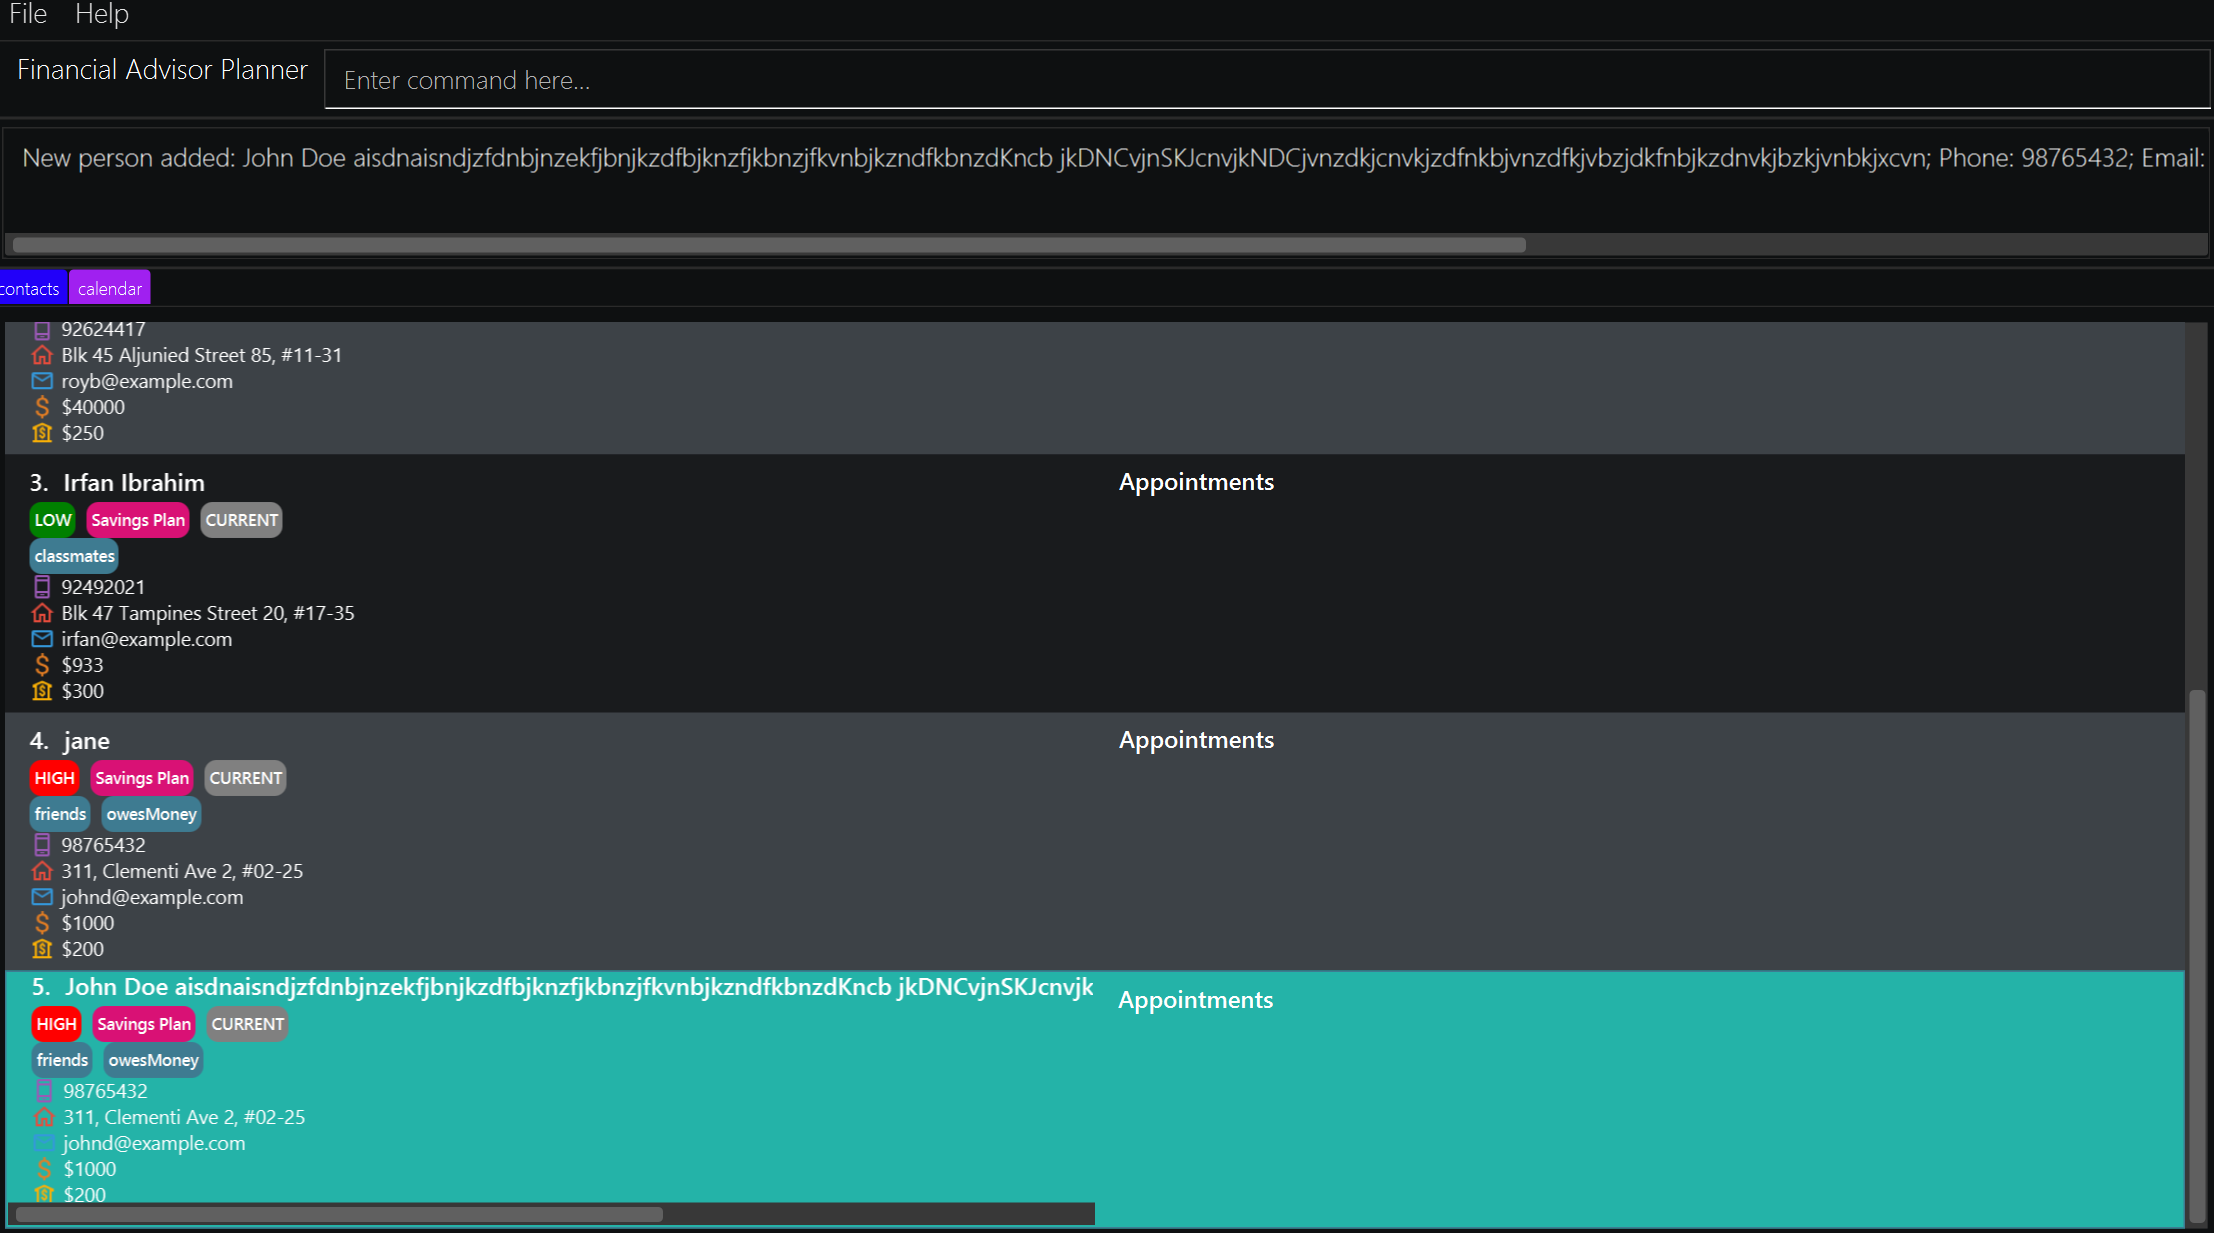 File Help
Financial Advisor Planner Enter command here...
New person added: John Doe aisdnaisndjzfdnbjnzekfjbnjkzdfbjknzfjkbnzjfkvnbjkzndfkbnzdKncb jkDNCvjnSKJcnvjkNDCjvnzdkjcnvkjzdfnkbjvnzdfkjvbzjdkfnbjkzdnvkjbzkjvnbkjxcvn; Phone: 98765432; Email:
contacts calendar
92624417
Blk 45 Aljunied Street 85, #11-31
royb@example.com
$40000
$250
3. Irfan Ibrahim
LOW Savings Plan CURRENT
classmates
92492021
Blk 47 Tampines Street 20, #17-35
irfan@example.com
$933
$300
Appointments
4. jane
HIGH Savings Plan CURRENT
friends owesMoney
98765432
311, Clementi Ave 2, #02-25
johnd@example.com
$1000
$200
Appointments
5. John Doe aisdnaisndjzfdnbjnzekfjbnjkzdfbjknzfjkbnzjfkvnbjkzndfkbnzdKncb jkDNCvjnSKJcnvjk
HIGH Savings Plan CURRENT
friends owesMoney
98765432
311, Clementi Ave 2, #02-25
johnd@example.com
$1000
$200
Appointments